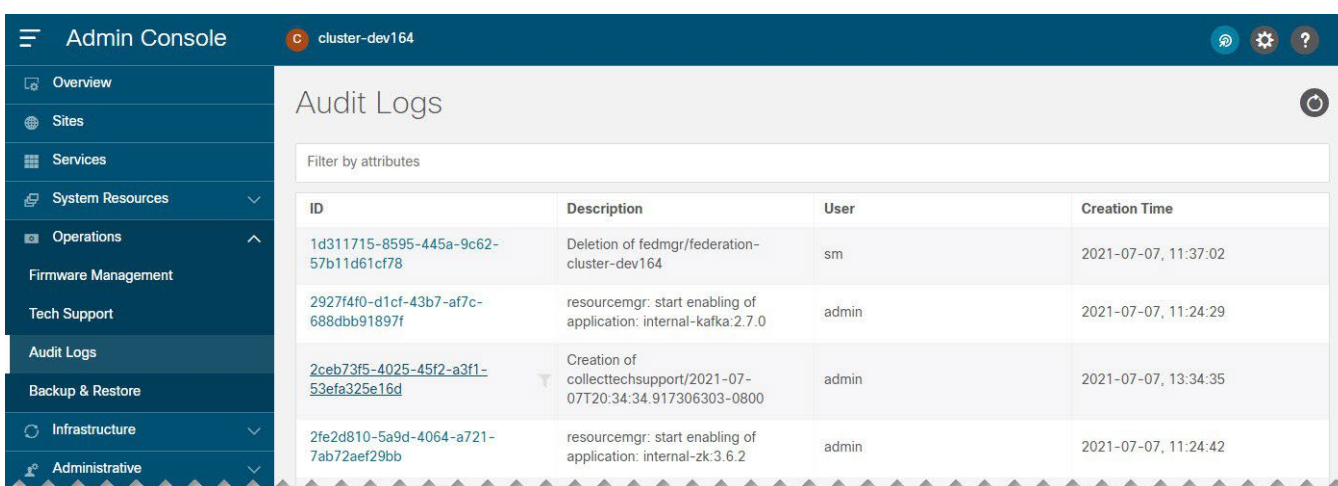 Admin Console
C cluster-dev164
?
Overview
Sites
Services
System Resources
Operations
Firmware Management
Tech Support
Audit Logs
Backup & Restore
Infrastructure
Administrative
Audit Logs
Filter by attributes
ID Description User Creation Time
1d311715-8595-445a-9c62-
57b11d61cf78
Deletion of fedmgr/federation-
cluster-dev164
sm
2021-07-07, 11:37:02
2927f4f0-d1cf-43b7-af7c-
688dbb91897f
resourcemgr: start enabling of
application: internal-kafka:2.7.0
admin
2021-07-07, 11:24:29
2ceb73f5-4025-45f2-a3f1-
53efa325e16d
Creation of
collecttechsupport/2021-07-
07T20:34:34.917306303-0800
admin
2021-07-07, 13:34:35
2fe2d810-5a9d-4064-a721-
7ab72aef29bb
resourcemgr: start enabling of
application: internal-zk:3.6.2
admin
2021-07-07, 11:24:42